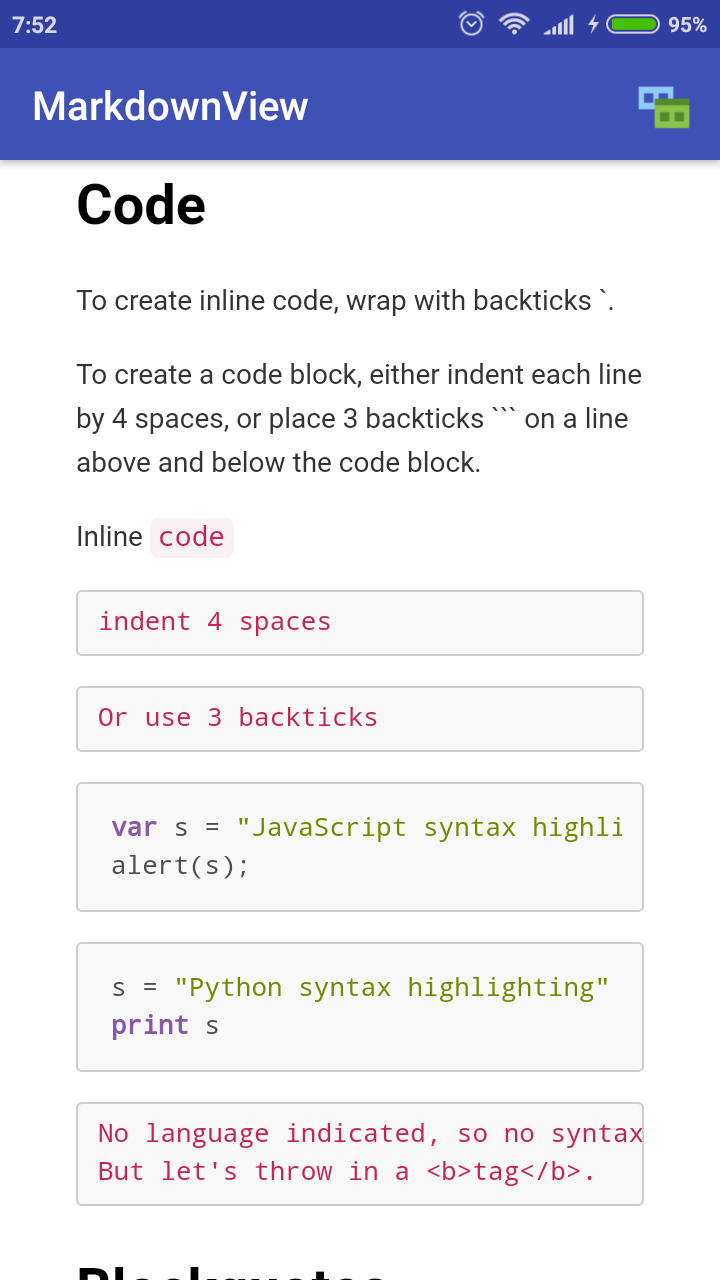 7:52
95%
MarkdownView
Code
To create inline code, wrap with backticks `.
To create a code block, either indent each line
by 4 spaces, or place 3 backticks ``` on a line
above and below the code block.
Inline code
indent 4 spaces
Or use 3 backticks
var s = "JavaScript syntax highli
alert(s);
s = "Python syntax highlighting"
print s
No language indicated, so no syntax
But let's throw in a <b>tag</b>.
Blockquotes